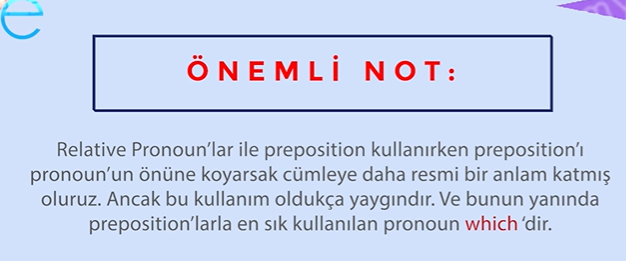 e
ÖNEMLİ NOT:
Relative Pronoun’lar ile preposition kullanırken preposition’ı
pronoun’un önüne koyarsak cümleye daha resmi bir anlam katmış
oluruz. Ancak bu kullanım oldukça yaygındır. Ve bunun yanında
preposition’larla en sık kullanılan pronoun which ‘dir.